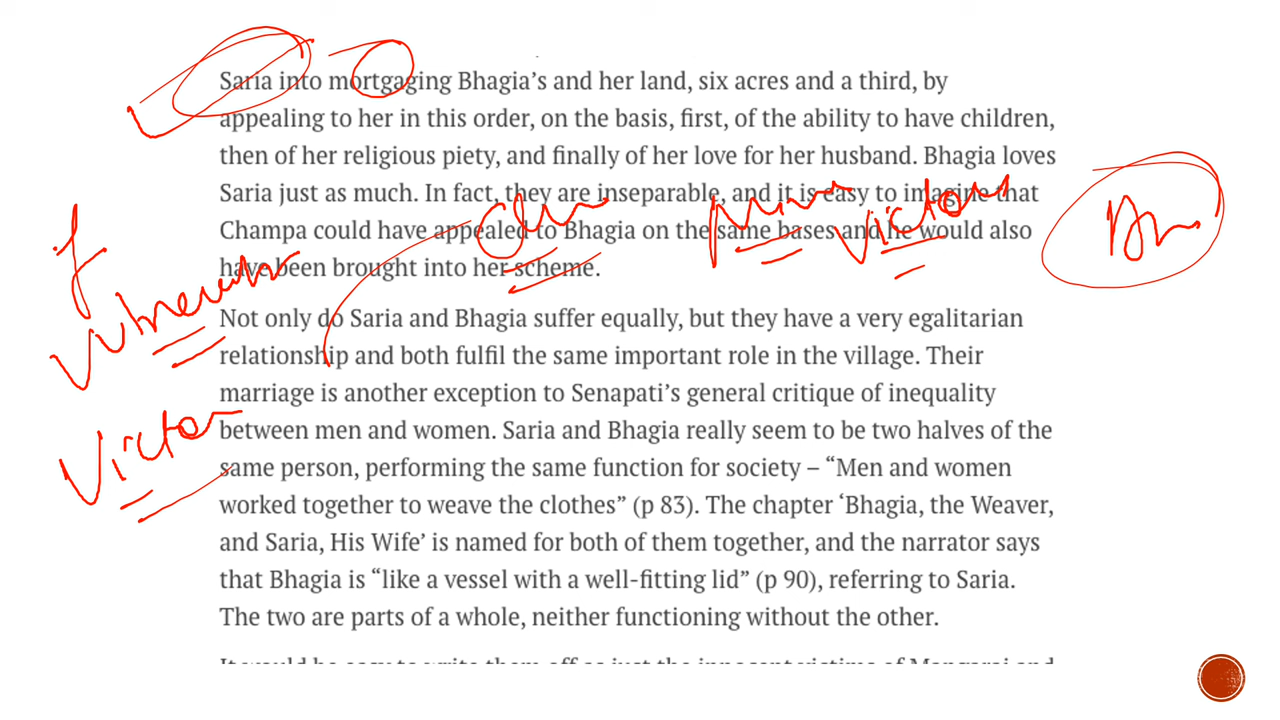 Saria into mortgaging Bhagia’s and her land, six acres and a third, by
appealing to her in this order, on the basis, first, of the ability to have children,
then of her religious piety, and finally of her love for her husband. Bhagia loves
Saria just as much. In fact, they are inseparable, and it is easy to imagine that
Champa could have appealed to Bhagia on the same bases and he would also
have been brought into her scheme.
Victor
Not only do Saria and Bhagia suffer equally, but they have a very egalitarian
relationship and both fulfil the same important role in the village. Their
marriage is another exception to Senapati’s general critique of inequality
between men and women. Saria and Bhagia really seem to be two halves of the
Victor
same person, performing the same function for society – “Men and women
worked together to weave the clothes” (p 83). The chapter ‘Bhagia, the Weaver,
and Saria, His Wife’ is named for both of them together, and the narrator says
that Bhagia is “like a vessel with a well-fitting lid” (p 90), referring to Saria.
The two are parts of a whole, neither functioning without the other.